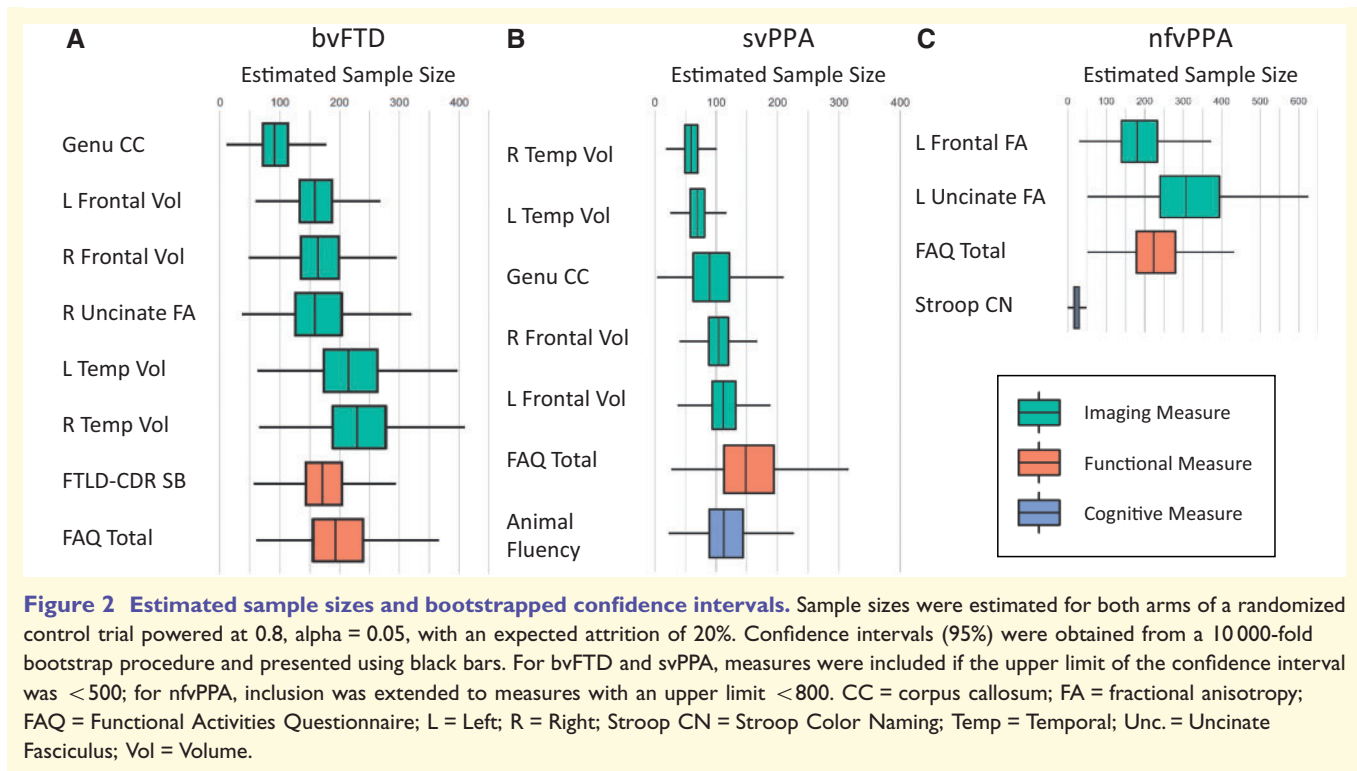 A bvFTD
Estimated Sample Size
0 100 200 300 400
Genu CC
L Frontal Vol
R Frontal Vol
R Uncinate FA
L Temp Vol
R Temp Vol
FTLD-CDR SB
FAQ Total
B svPPA
Estimated Sample Size
0 100 200 300 400
R Temp Vol
L Temp Vol
Genu CC
R Frontal Vol
L Frontal Vol
FAQ Total
Animal
Fluency
C nfvPPA
Estimated Sample Size
0 100 200 300 400 500 600
L Frontal FA
L Uncinate FA
FAQ Total
Stroop CN
Imaging Measure
Functional Measure
Cognitive Measure
Figure 2 Estimated sample sizes and bootstrapped confidence intervals. Sample sizes were estimated for both arms of a randomized
control trial powered at 0.8, alpha = 0.05, with an expected attrition of 20%. Confidence intervals (95%) were obtained from a 10 000-fold
bootstrap procedure and presented using black bars. For bvFTD and svPPA, measures were included if the upper limit of the confidence interval
was <500; for nfvPPA, inclusion was extended to measures with an upper limit <800. CC = corpus callosum; FA = fractional anisotropy;
FAQ = Functional Activities Questionnaire; L = Left; R = Right; Stroop CN = Stroop Color Naming; Temp = Temporal; Unc. = Uncinate
Fasciculus; Vol = Volume.